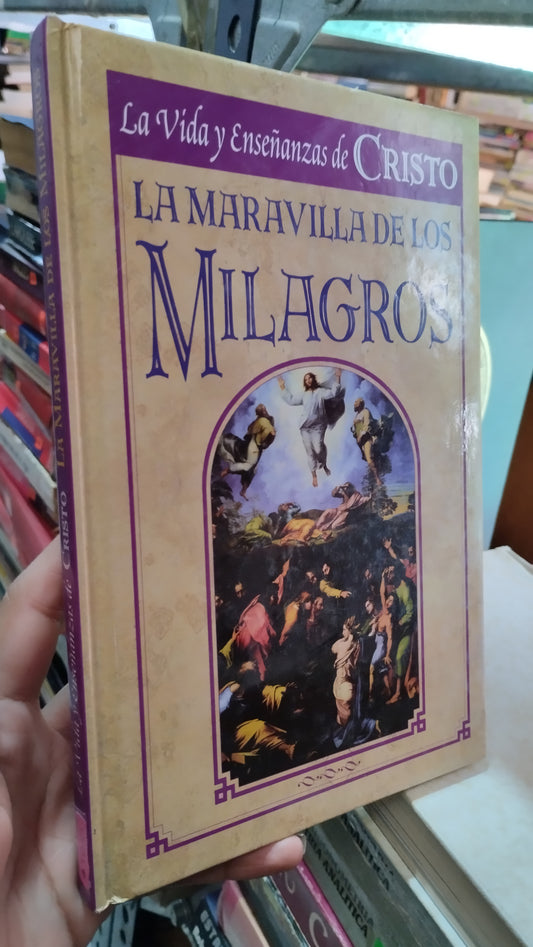 La Vida y Enseñanzas de CRISTO
LA MARAVILLA DE LOS
MILAGROS
La Vida y Enseñanzas de CRISTO LA MARAVILLA DE LOS MILAGROS
ANALITICA